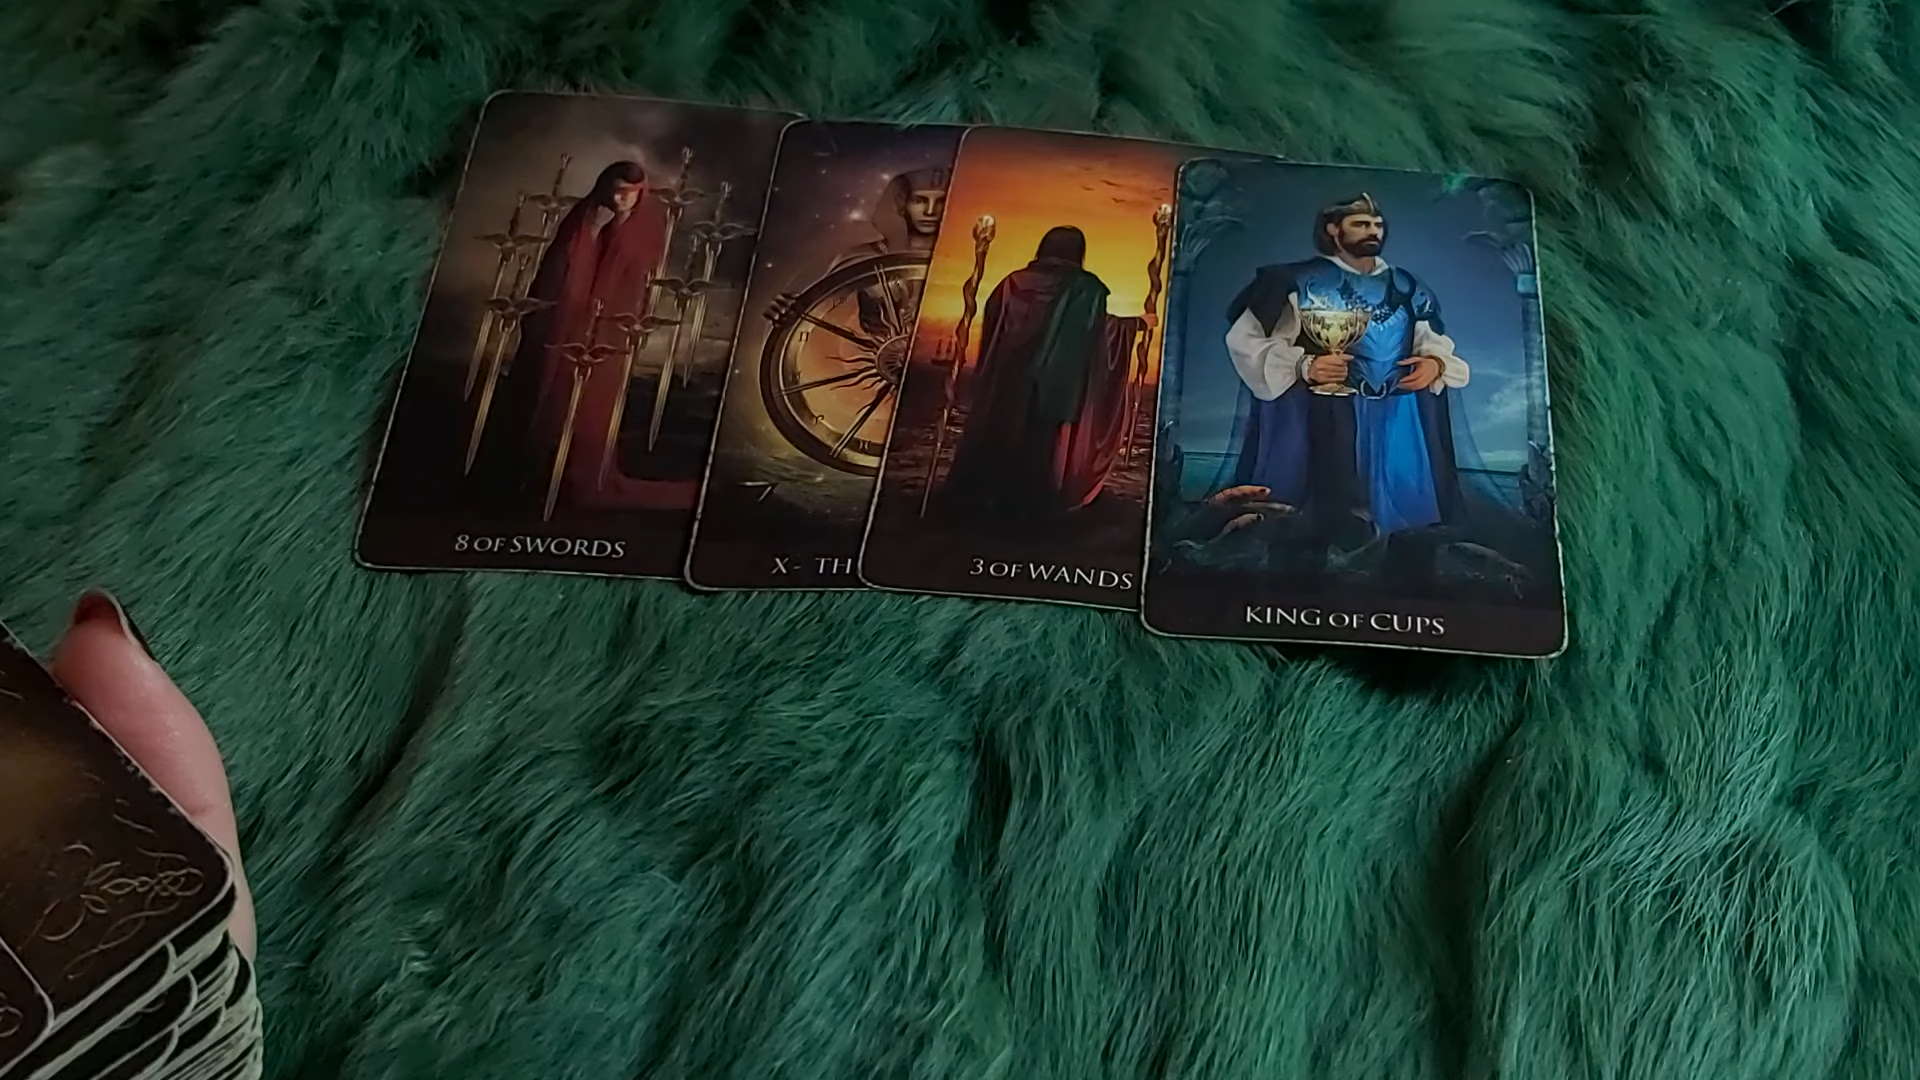 8 OF SWORDS
X - TH
3 OF WANDS
KING OF CUPS